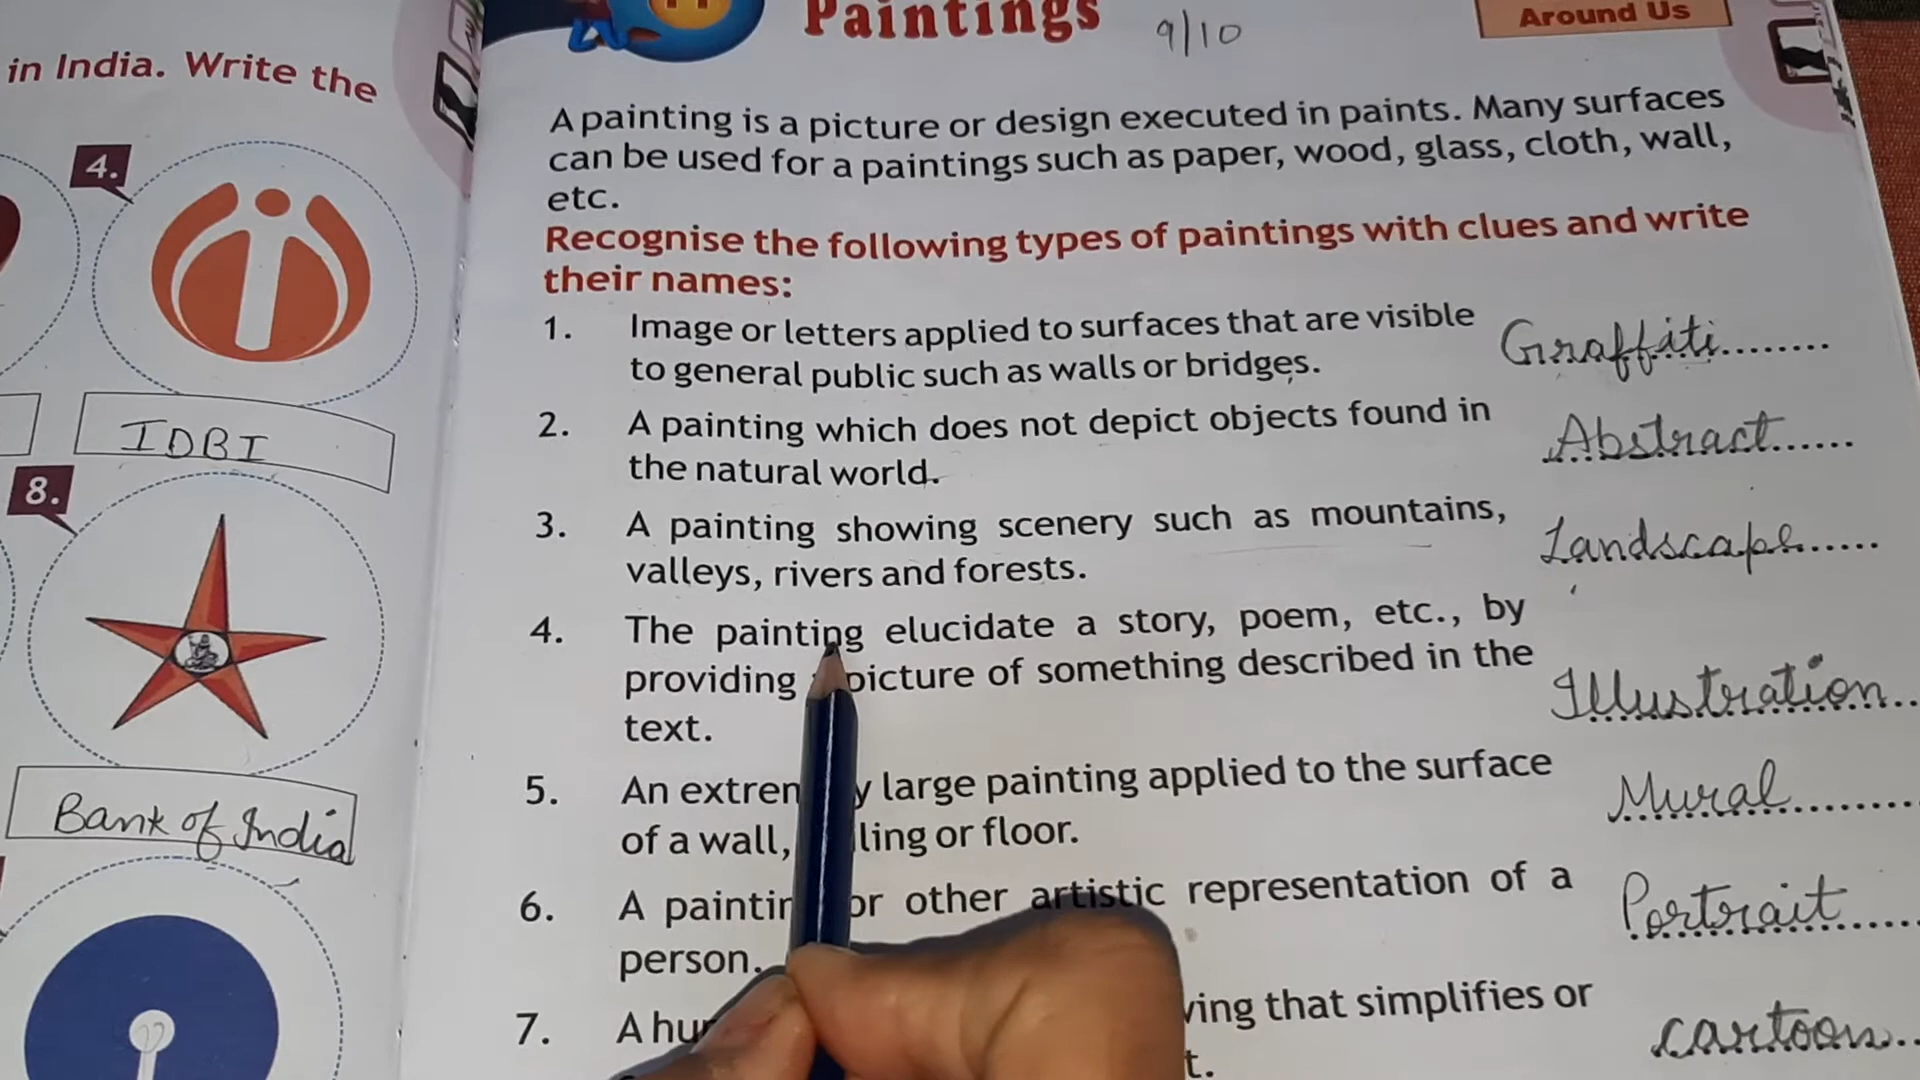 in India. Write the
4.
IDBI
8.
Bank of India
Paintings
9/10
Around Us
A painting is a picture or design executed in paints. Many surfaces
can be used for a paintings such as paper, wood, glass, cloth, wall,
etc.
Recognise the following types of paintings with clues and write
their names:
1. Image or letters applied to surfaces that are visible
to general public such as walls or bridges.
Graffiti
2. A painting which does not depict objects found in
the natural world.
Abstract
3. A painting showing scenery such as mountains,
valleys, rivers and forests.
Landscape
4. The painting elucidate a story, poem, etc., by
providing picture of something described in the
text.
Illustration
5. An large painting applied to the surface
of a wall, or floor.
Mural
6. A or other artistic representation of a
person.
Portrait
7. A that simplifies or
cartoon